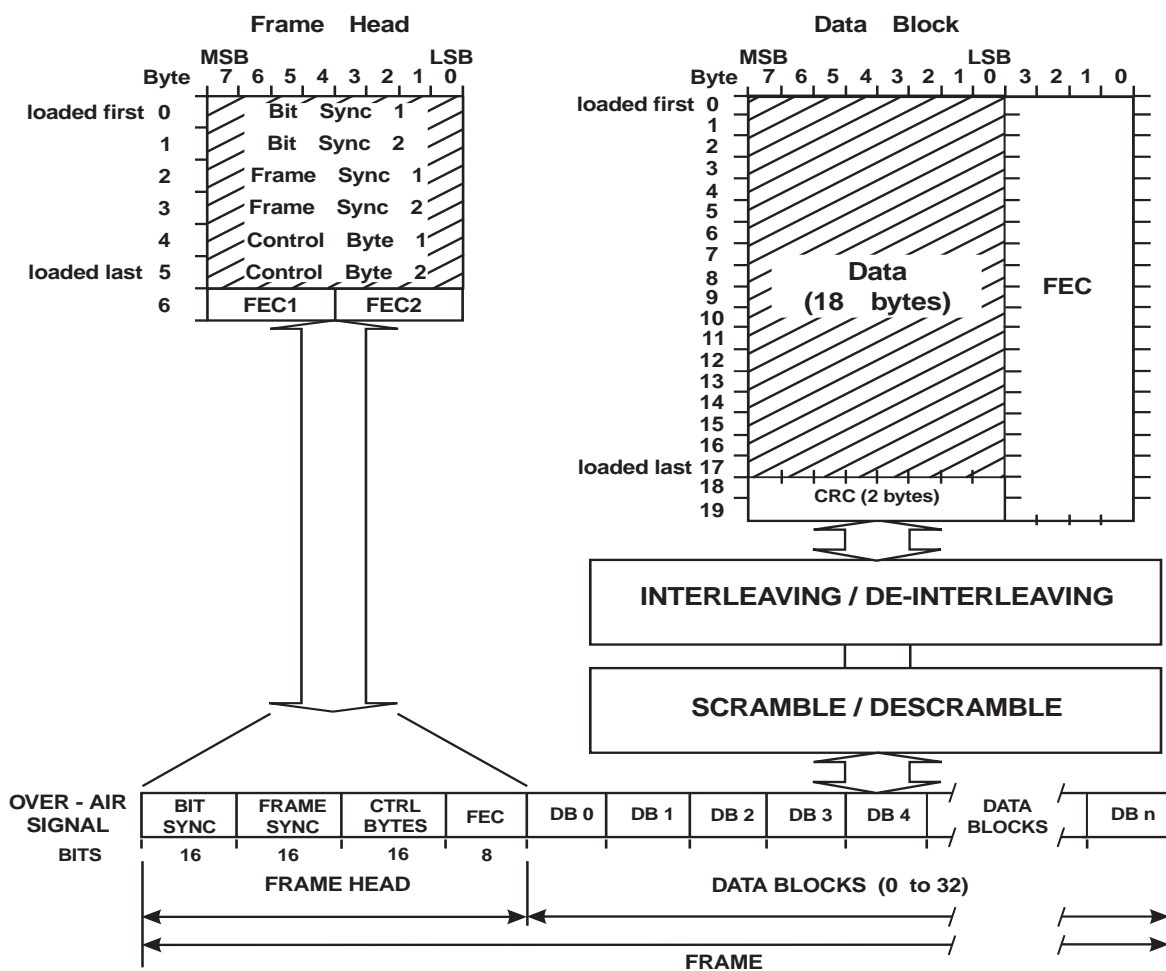 Frame Head
MSB LSB
Byte 7 6 5 4 3 2 1 0
loaded first 0 Bit Sync 1
1 Bit Sync 2
2 Frame Sync 1
3 Frame Sync 2
4 Control Byte 1
loaded last 5 Control Byte 2
6 FEC1 FEC2
Data Block
MSB LSB
Byte 7 6 5 4 3 2 1 0 3 2 1 0
loaded first 0
1
2
3
4
5
6
7
8
9
10
11
12
13
14
15
16
loaded last 17
18
19
Data
(18 bytes)
FEC
CRC (2 bytes)
INTERLEAVING / DE-INTERLEAVING
SCRAMBLE / DESCRAMBLE
OVER - AIR
SIGNAL
BIT
SYNC
FRAME
SYNC
CTRL
BYTES
FEC
DB 0
DB 1
DB 2
DB 3
DB 4
DATA
BLOCKS
DB n
BITS 16 16 16 8
FRAME HEAD
DATA BLOCKS (0 to 32)
FRAME